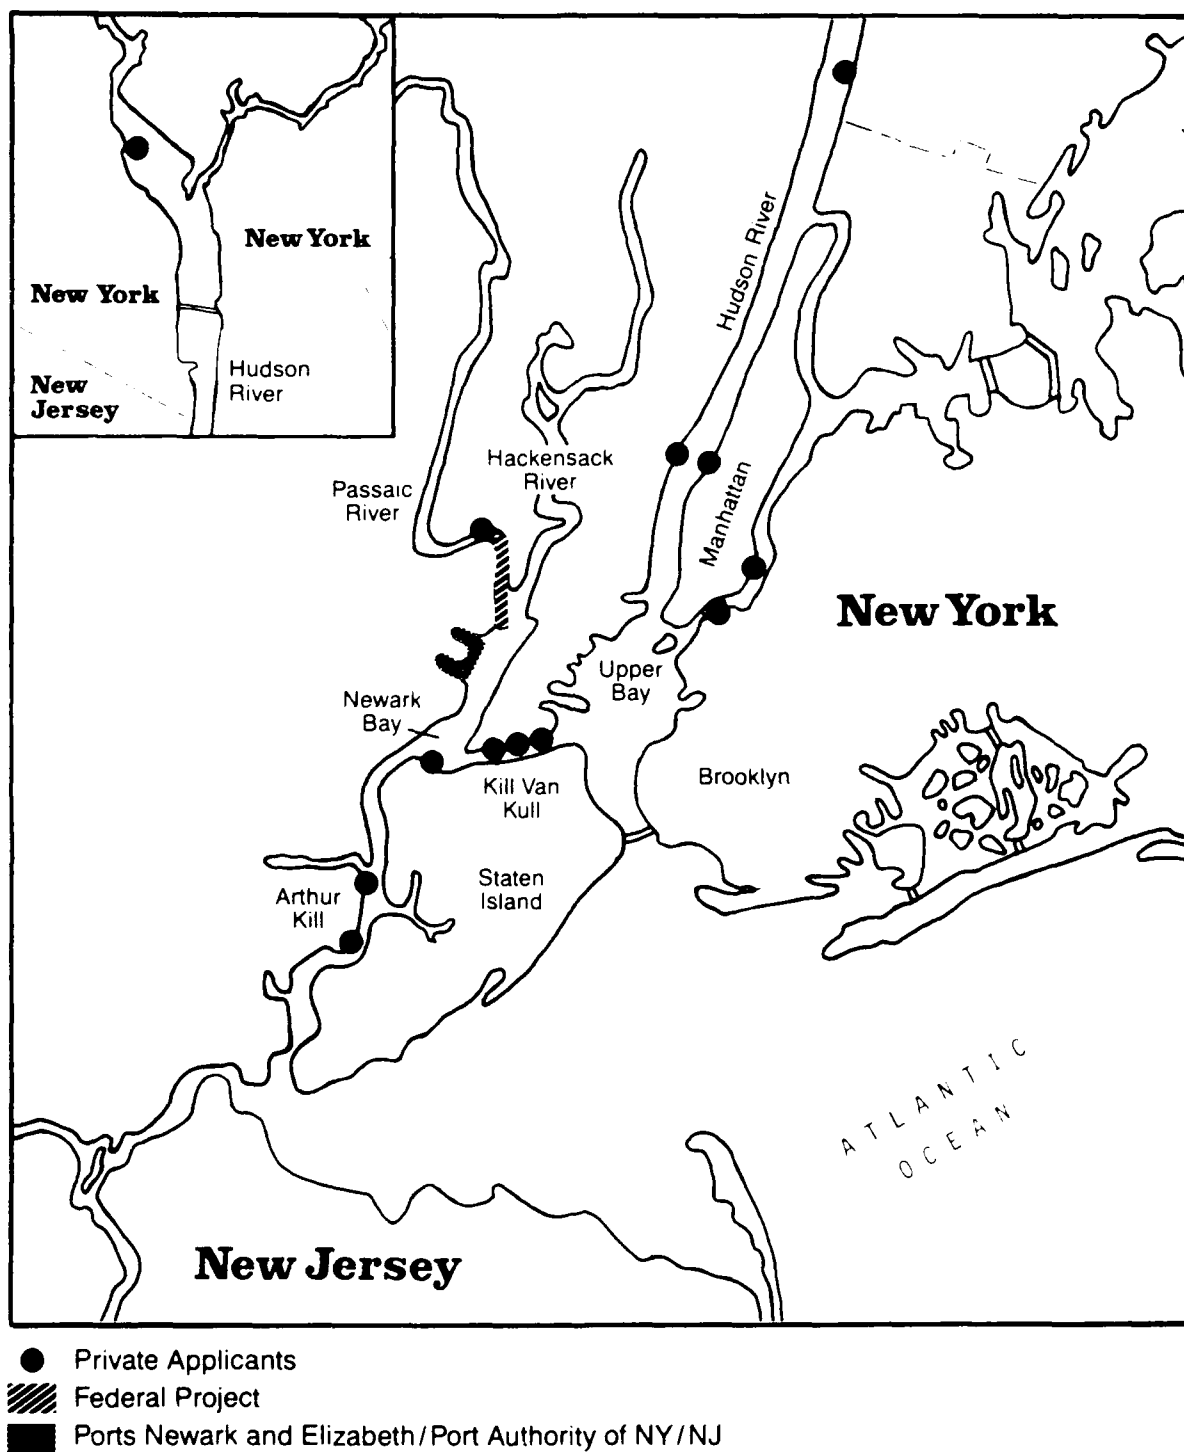 New York
New York
New
Jersey
Hudson
River
Hudson River
Hackensack
River
Passaic
River
Manhattan
New York
Upper
Bay
Newark
Bay
Brooklyn
Kill Van
Kull
Staten
Island
Arthur
Kill
ATLANTIC
OCEAN
New Jersey
Private Applicants
Federal Project
Ports Newark and Elizabeth/Port Authority of NY/NJ